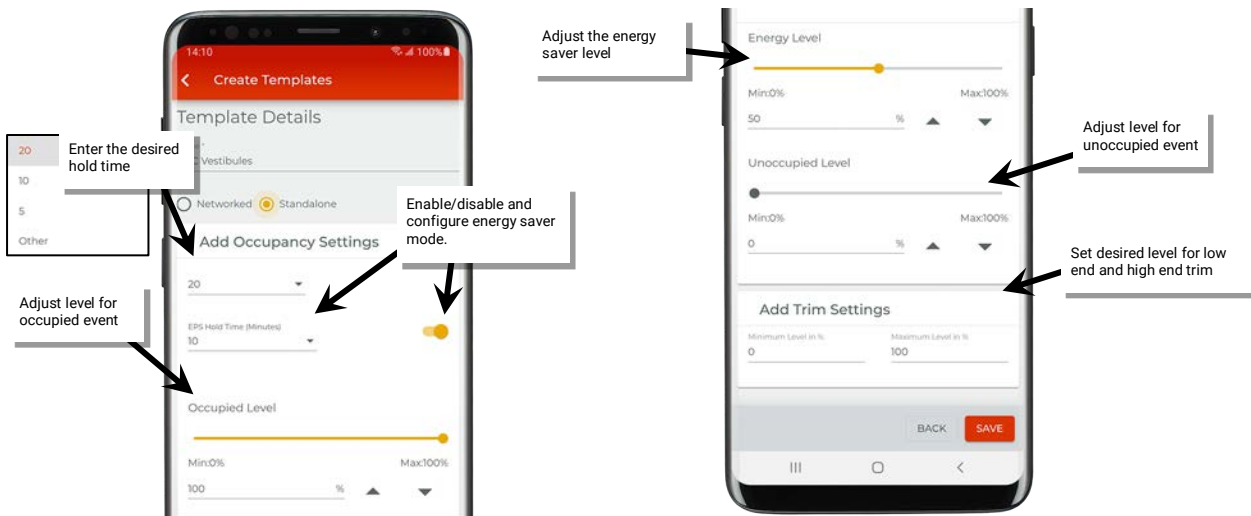 14:10
100%
Create Templates
Template Details
Vestibules
20
10
5
Other
Enter the desired
hold time
Networked
Standalone
Enable/disable and
configure energy saver
mode.
Add Occupancy Settings
20
Adjust level for
occupied event
EPS Hold Time (Minutes)
10
Occupied Level
Min:0%
Max:100%
100
%
Adjust the energy
saver level
Energy Level
Min:0%
Max:100%
50
%
Adjust level for
unoccupied event
Unoccupied Level
Min:0%
Max:100%
0
%
Set desired level for low
end and high end trim
Add Trim Settings
Minimum Level in %
Maximum Level in %
0
100
BACK
SAVE